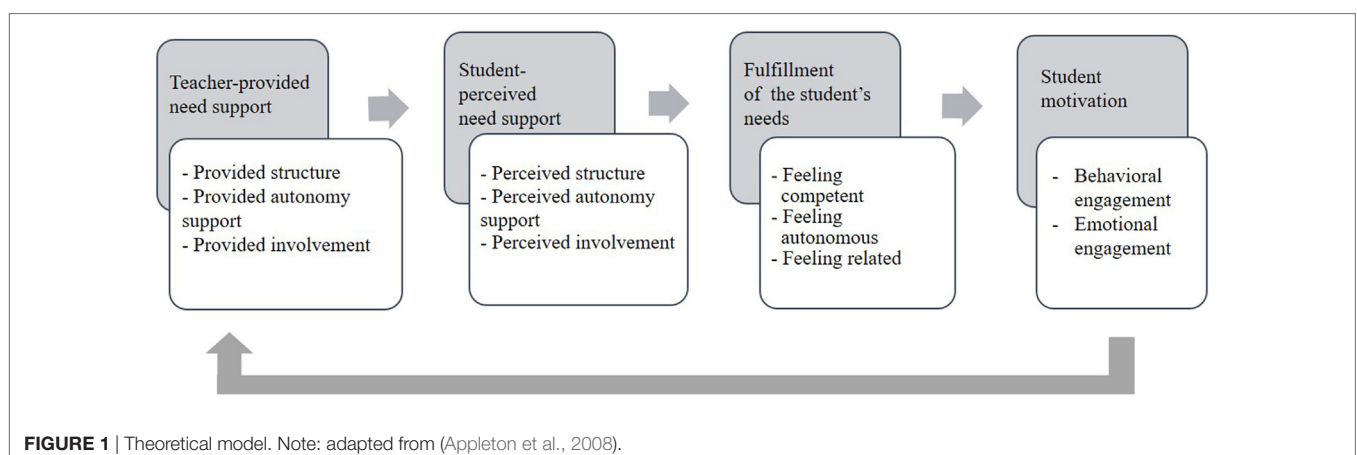 Teacher-provided
need support
- Provided structure
- Provided autonomy
support
- Provided involvement
Student-
perceived
need support
- Perceived structure
- Perceived autonomy
support
- Perceived involvement
Fulfillment
of the student's
needs
- Feeling
competent
- Feeling
autonomous
- Feeling related
Student
motivation
- Behavioral
engagement
- Emotional
engagement
FIGURE 1 | Theoretical model. Note: adapted from (Appleton et al., 2008).